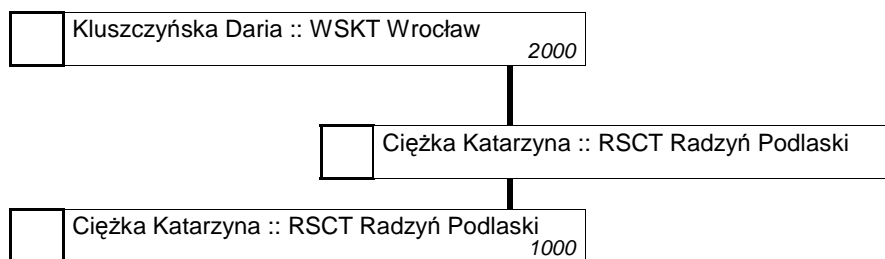 Kluszczyńska Daria :: WSKT Wrocław
2000
Ciężka Katarzyna :: RSCT Radzyń Podlaski
Ciężka Katarzyna :: RSCT Radzyń Podlaski
1000